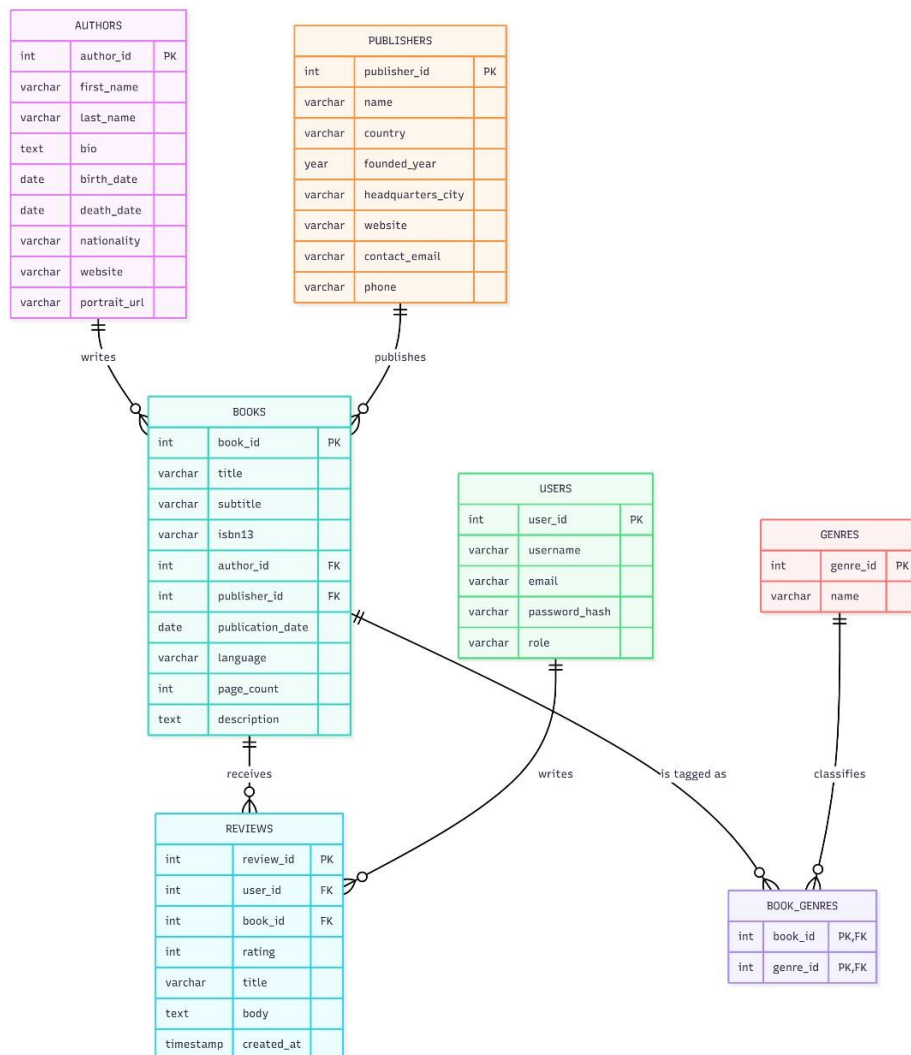 AUTHORS
int author_id PK
varchar first_name
varchar last_name
text bio
date birth_date
date death_date
varchar nationality
varchar website
varchar portrait_url
PUBLISHERS
int publisher_id PK
varchar name
varchar country
year founded_year
varchar headquarters_city
varchar website
varchar contact_email
varchar phone
writes
publishes
BOOKS
int book_id PK
varchar title
varchar subtitle
varchar isbn13
int author_id FK
int publisher_id FK
date publication_date
varchar language
int page_count
text description
USERS
int user_id PK
varchar username
varchar email
varchar password_hash
varchar role
GENRES
int genre_id PK
varchar name
receives
writes
is tagged as
classifies
REVIEWS
int review_id PK
int user_id FK
int book_id FK
int rating
varchar title
text body
timestamp created_at
BOOK_GENRES
int book_id PK,FK
int genre_id PK,FK